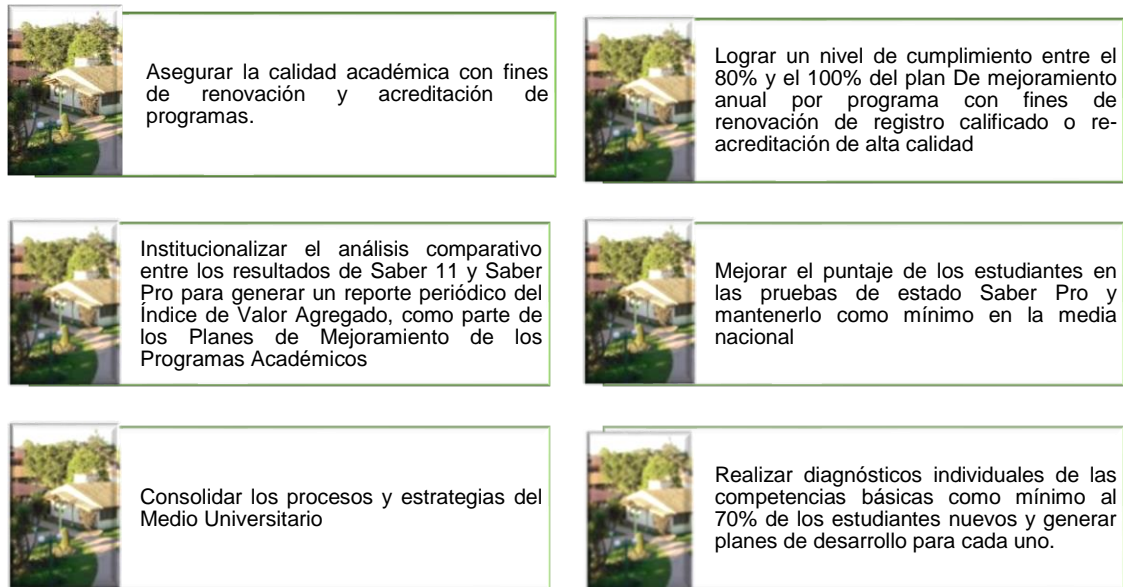 Asegurar la calidad académica con fines
de renovación y acreditación de
programas.
Lograr un nivel de cumplimiento entre el
80% y el 100% del plan De mejoramiento
anual por programa con fines de
renovación de registro calificado o re-
acreditación de alta calidad
Institucionalizar el análisis comparativo
entre los resultados de Saber 11 y Saber
Pro para generar un reporte periódico del
Índice de Valor Agregado, como parte de
los Planes de Mejoramiento de los
Programas Académicos
Mejorar el puntaje de los estudiantes en
las pruebas de estado Saber Pro y
mantenerlo como mínimo en la media
nacional
Consolidar los procesos y estrategias del
Medio Universitario
Realizar diagnósticos individuales de las
competencias básicas como mínimo al
70% de los estudiantes nuevos y generar
planes de desarrollo para cada uno.